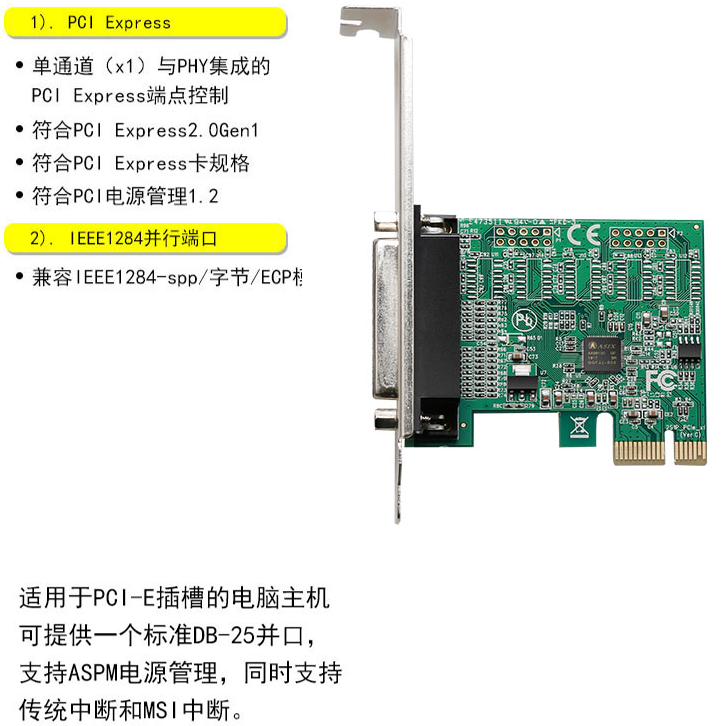 1). PCI Express
• 单通道（x1）与PHY集成的
PCI Express端点控制
• 符合PCI Express2.0Gen1
• 符合PCI Express卡规格
• 符合PCI电源管理1.2
2). IEEE1284并行端口
• 兼容IEEE1284-spp/字节/ECP
CE
Pb
ASIX
FC
适用于PCI-E插槽的电脑主机
可提供一个标准DB-25并口，
支持ASPM电源管理，同时支持
传统中断和MSI中断。